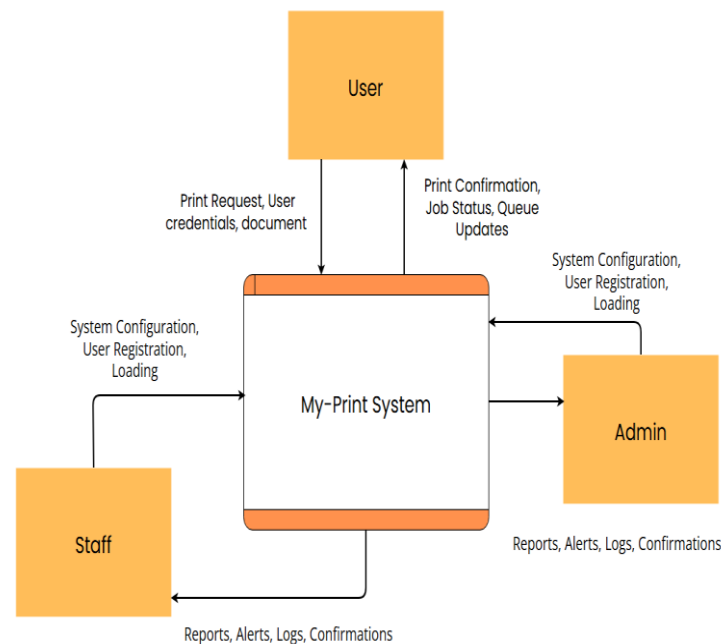 User
Print Request, User
credentials, document
Print Confirmation,
Job Status, Queue
Updates
System Configuration,
User Registration,
Loading
System Configuration,
User Registration,
Loading
My-Print System
Admin
Staff
Reports, Alerts, Logs, Confirmations
Reports, Alerts, Logs, Confirmations